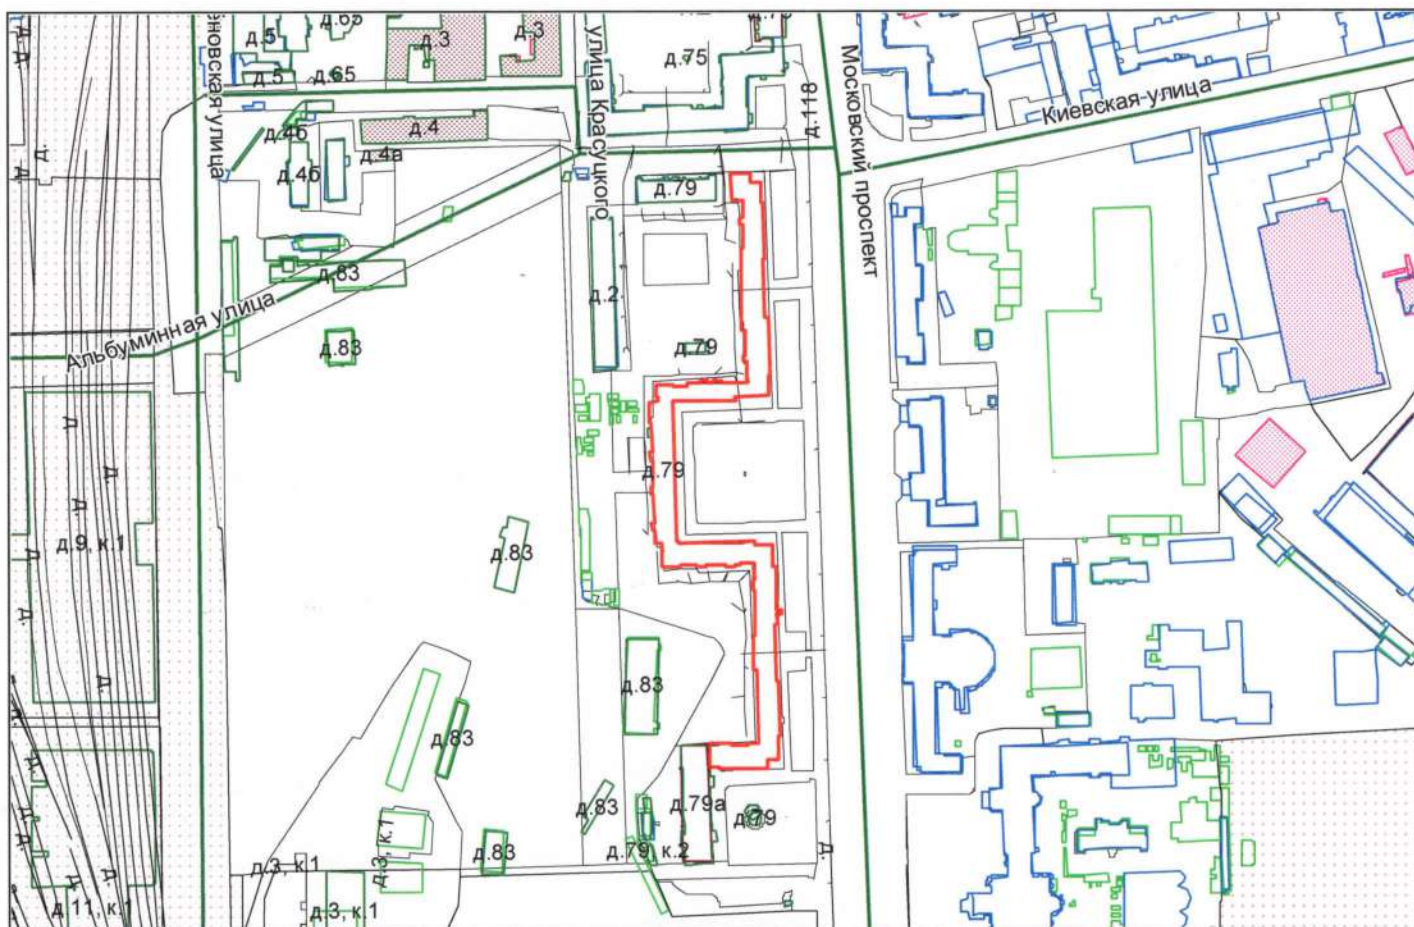 д.5
д.65
д.3
д.3
д.75
д.5
д.65
новская улица
улица Красуцкого
Московский проспект
д.118
Киевская улица
д.4б
д.4
д.4а
д.4б
д.79
д.2
д.83
Альбуминная улица
д.83
д.79
д.79
д.9, к.1
д.83
д.83
д.83
д.83
д.79а
д.79
д.3, к.1
д.3, к.1
д.83
д.79, к.2
д.11, к.1
д.3, к.1